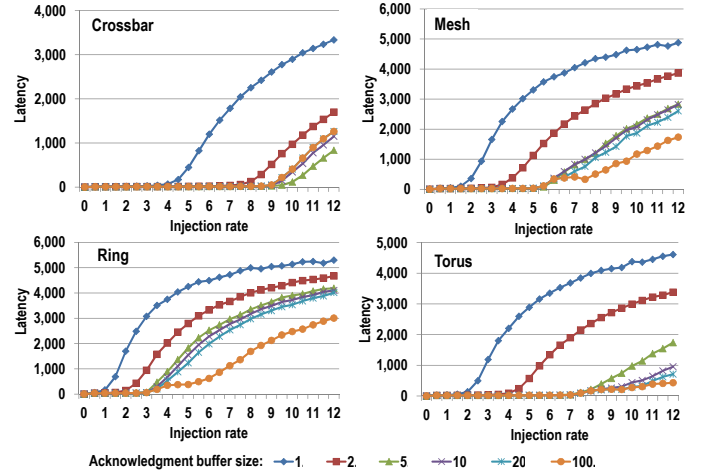 Crossbar
4,000
3,000
2,000
1,000
0
Latency
0 1 2 3 4 5 6 7 8 9 10 11 12
Injection rate
Mesh
6,000
5,000
4,000
3,000
2,000
1,000
0
Latency
0 1 2 3 4 5 6 7 8 9 10 11 12
Injection rate
Ring
6,000
5,000
4,000
3,000
2,000
1,000
0
Latency
0 1 2 3 4 5 6 7 8 9 10 11 12
Injection rate
Torus
5,000
4,000
3,000
2,000
1,000
0
Latency
0 1 2 3 4 5 6 7 8 9 10 11 12
Injection rate
Acknowledgment buffer size: 1. 2. 5. 10 20 100.